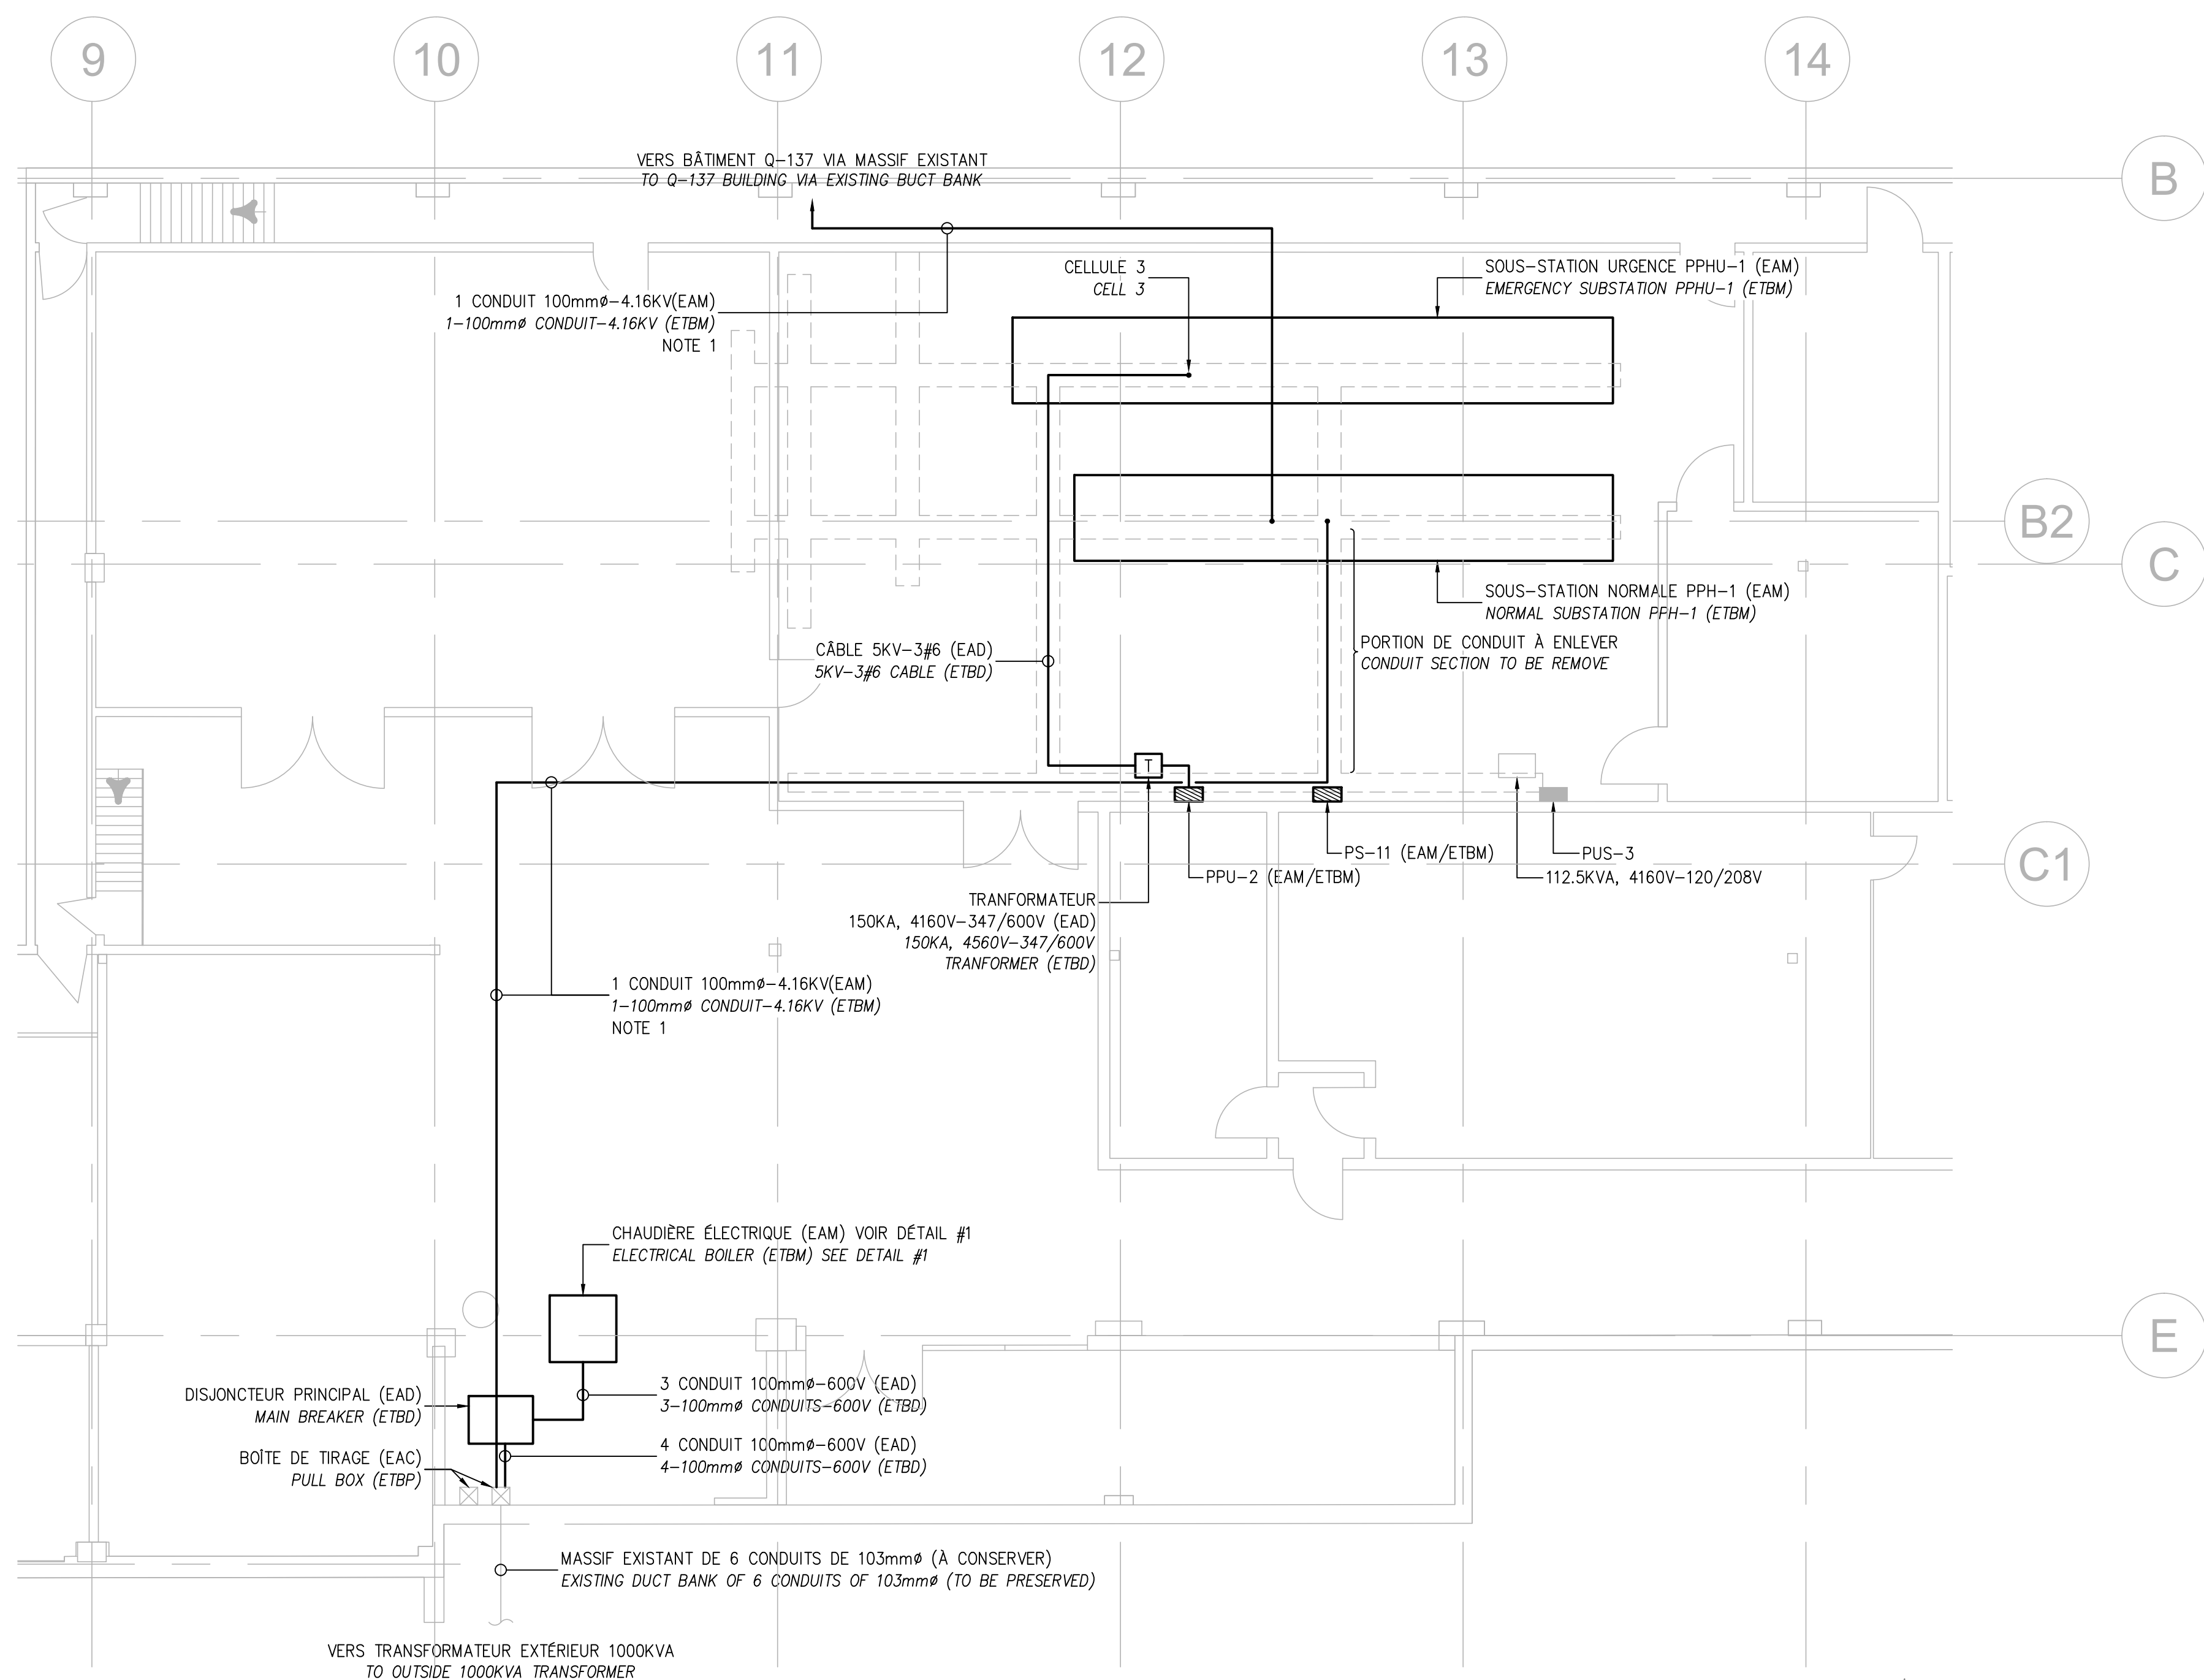 9
10
11
12
13
14
VERS BÂTIMENT Q-137 VIA MASSIF EXISTANT
TO Q-137 BUILDING VIA EXISTING BUCT BANK
B
CELLULE 3
CELL 3
SOUS-STATION URGENCE PPHU-1 (EAM)
EMERGENCY SUBSTATION PPHU-1 (ETBM)
1 CONDUIT 100mmø-4.16KV(EAM)
1-100mmø CONDUIT-4.16KV (ETBM)
NOTE 1
B2
C
SOUS-STATION NORMALE PPH-1 (EAM)
NORMAL SUBSTATION PPH-1 (ETBM)
CÂBLE 5KV-3#6 (EAD)
5KV-3#6 CABLE (ETBD)
PORTION DE CONDUIT À ENLEVER
CONDUIT SECTION TO BE REMOVE
T
PS-11 (EAM/ETBM)
PUS-3
PPU-2 (EAM/ETBM)
112.5KVA, 4160V-120/208V
C1
TRANFORMATEUR
150KA, 4160V-347/600V (EAD)
150KA, 4560V-347/600V
TRANFORMER (ETBD)
1 CONDUIT 100mmø-4.16KV(EAM)
1-100mmø CONDUIT-4.16KV (ETBM)
NOTE 1
CHAUDIÈRE ÉLECTRIQUE (EAM) VOIR DÉTAIL #1
ELECTRICAL BOILER (ETBM) SEE DETAIL #1
E
DISJONCTEUR PRINCIPAL (EAD)
MAIN BREAKER (ETBD)
3 CONDUIT 100mmø-600V (EAD)
3-100mmø CONDUITS-600V (ETBD)
BOÎTE DE TIRAGE (EAC)
PULL BOX (ETBP)
4 CONDUIT 100mmø-600V (EAD)
4-100mmø CONDUITS-600V (ETBD)
MASSIF EXISTANT DE 6 CONDUITS DE 103mmø (À CONSERVER)
EXISTING DUCT BANK OF 6 CONDUITS OF 103mmø (TO BE PRESERVED)
VERS TRANSFORMATEUR EXTÉRIEUR 1000KVA
TO OUTSIDE 1000KVA TRANSFORMER